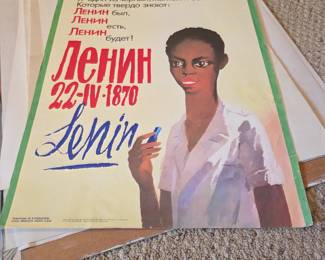 Которые твердо знают:
Ленин был,
Ленин
есть,
Ленин
будет!
Ленин
22-IV-1870
Lenin